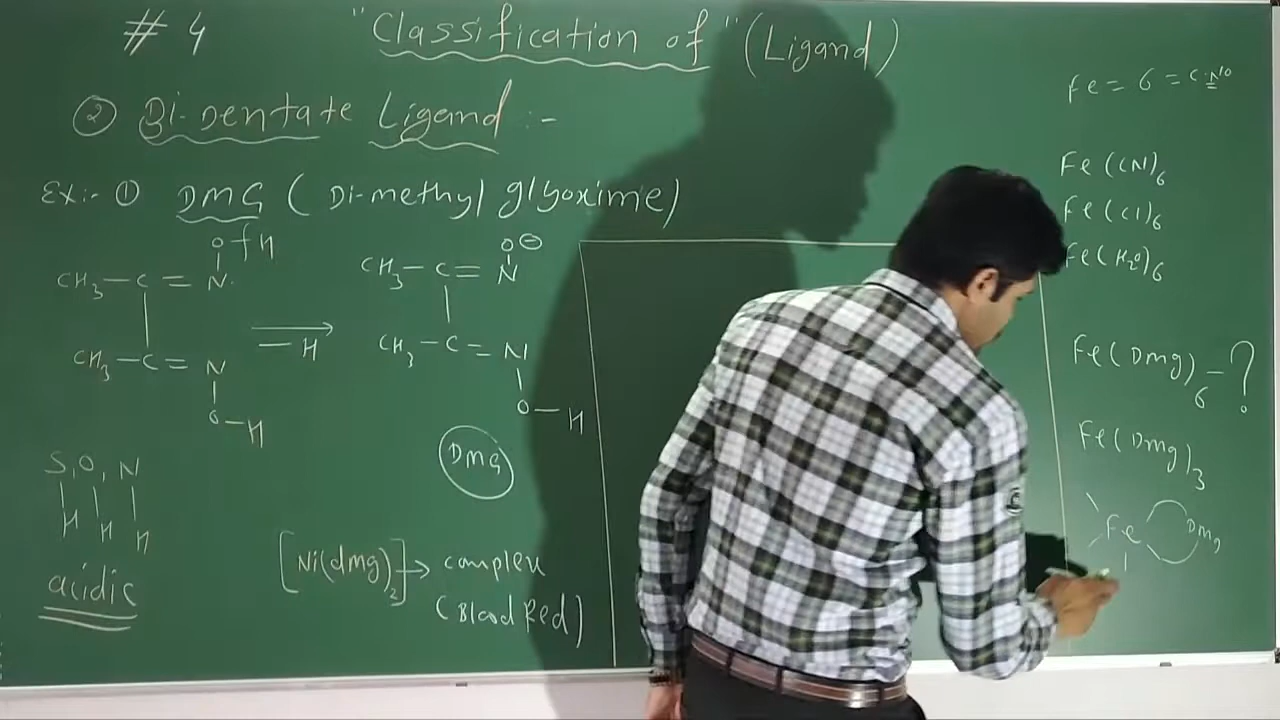 # 4 "Classification of" (Ligand)
② Bi-Dentate Ligand :-
Ex:- ① DMG (Di-methyl glyoxime)
O H
CH3-C=N
CH3-C=N
O-H
-H
O⊖
CH3-C=N
CH3-C=N
O-H
DMG
S, O, N
H H H
acidic
[Ni(dmg)2] → complex
(Blood Red)
Fe = 6 = C.No
Fe(CN)6
Fe(Cl)6
Fe(H2O)6
Fe(Dmg)6 - ?
Fe(Dmg)3
Fe Dmg